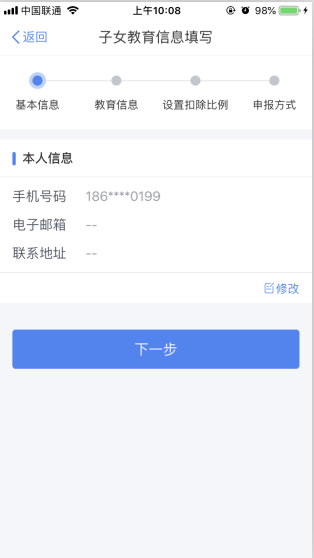 中国联通 上午10:08 98%
返回 子女教育信息填写
基本信息 教育信息 设置扣除比例 申报方式
本人信息
手机号码 186****0199
电子邮箱 --
联系地址 --
修改
下一步